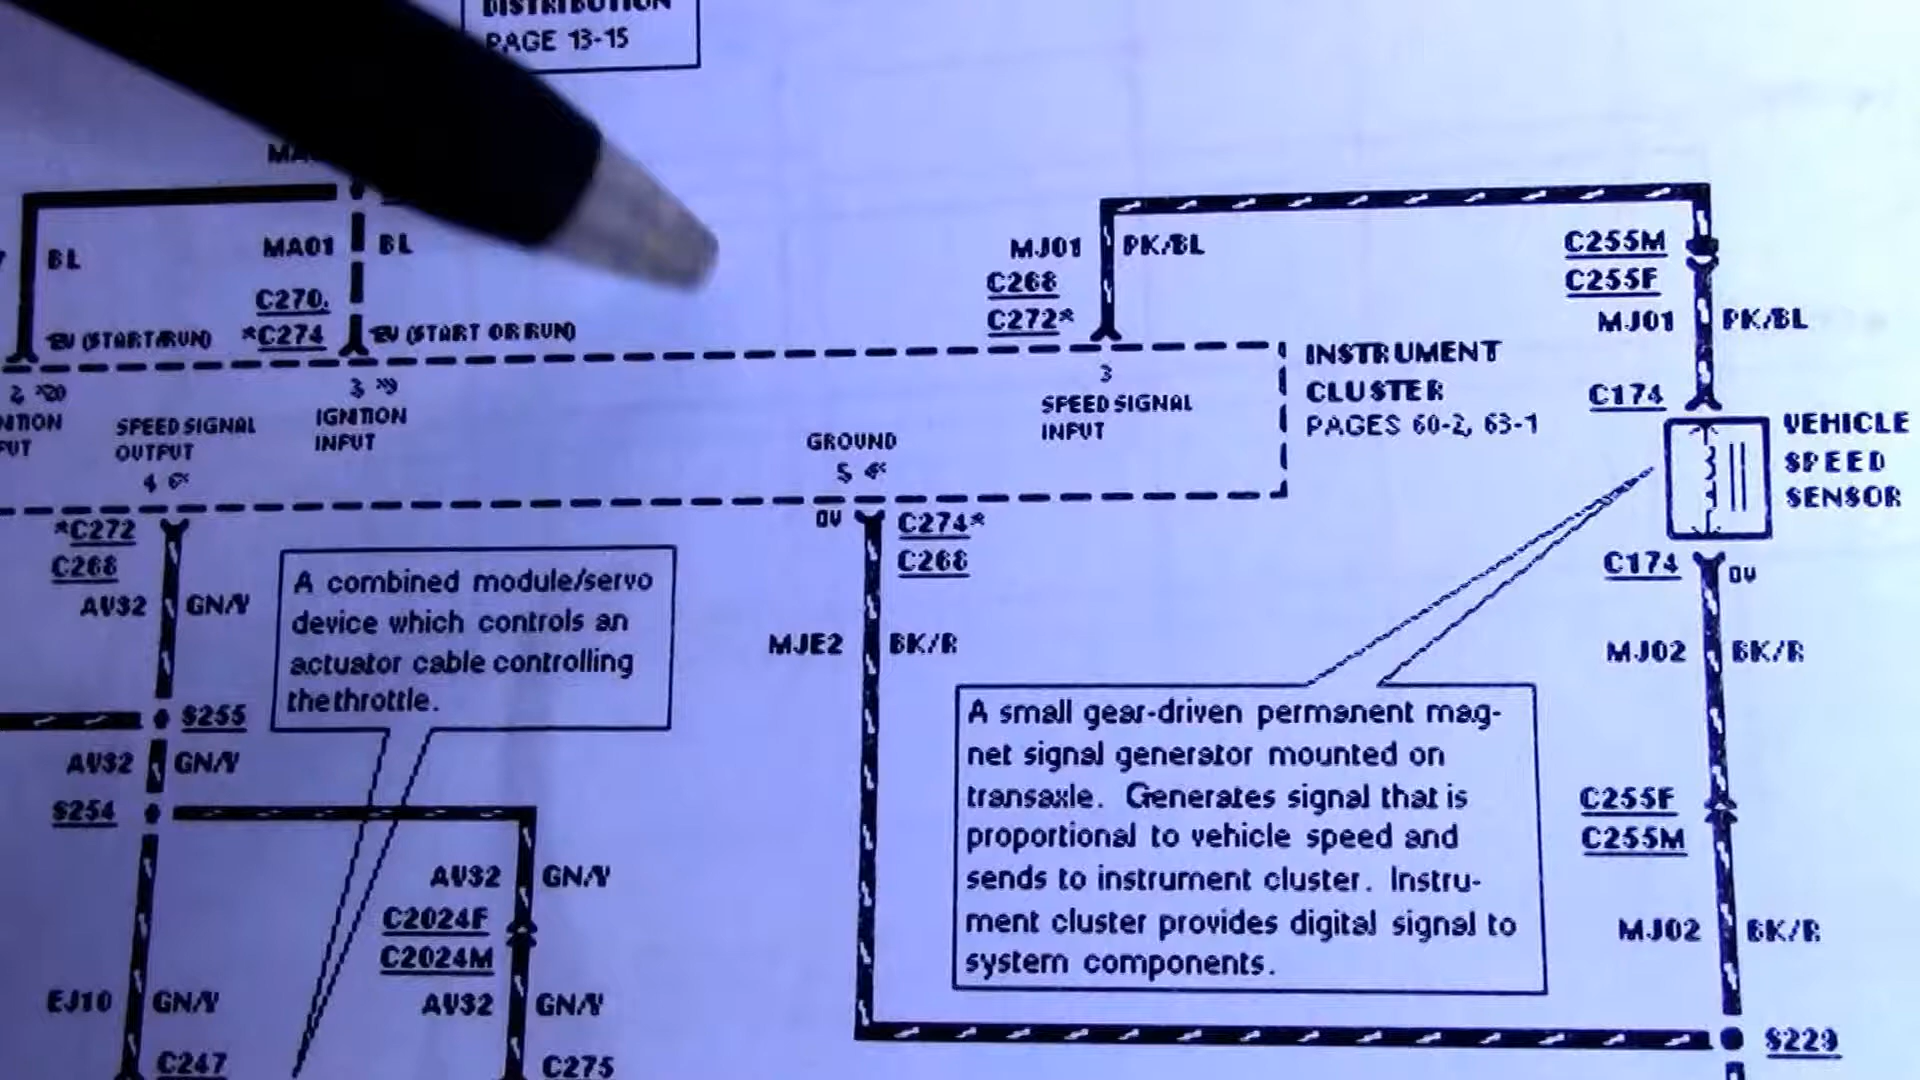 DISTRIBUTION
PAGE 13-15
BL
MA01
BL
C270.
*C274
(START/RUN)
(START OR RUN)
MJ01
PK/BL
C268
C272*
C255M
C255F
MJ01
PK/BL
C174
VEHICLE
SPEED
SENSOR
INSTRUMENT
CLUSTER
PAGES 60-2, 63-1
3
SPEED SIGNAL
INPUT
3
IGNITION
INPUT
SPEED SIGNAL
OUTPUT
4
GROUND
5
0V
C274*
C268
*C272
C268
AV32
GN/Y
A combined module/servo
device which controls an
actuator cable controlling
the throttle.
MJE2
BK/R
C174
0V
MJ02
BK/R
S255
AV32
GN/Y
S254
A small gear-driven permanent mag-
net signal generator mounted on
transaxle. Generates signal that is
proportional to vehicle speed and
sends to instrument cluster. Instru-
ment cluster provides digital signal to
system components.
C255F
C255M
AV32
GN/Y
C2024F
C2024M
MJ02
BK/R
EJ10
GN/Y
AV32
GN/Y
C247
C275
S229